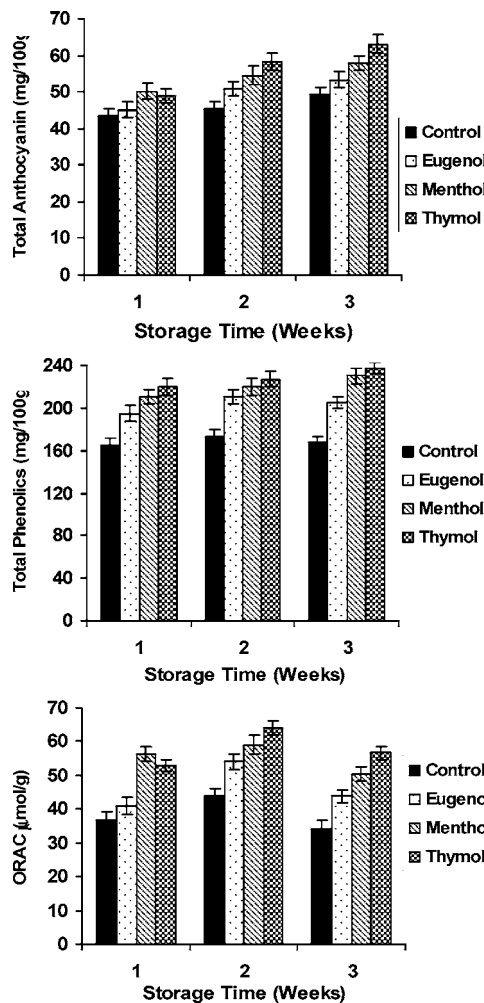 Total Anthocyanin (mg/100g
70
60
50
40
30
20
10
0
1 2 3
Storage Time (Weeks)
Control
Eugenol
Menthol
Thymol
Total Phenolics (mg/100g
240
200
160
120
80
40
0
1 2 3
Storage Time (Weeks)
Control
Eugenol
Menthol
Thymol
ORAC (μmol/g)
70
60
50
40
30
20
10
0
1 2 3
Storage Time (Weeks)
Control
Eugeno
Mentho
Thymol